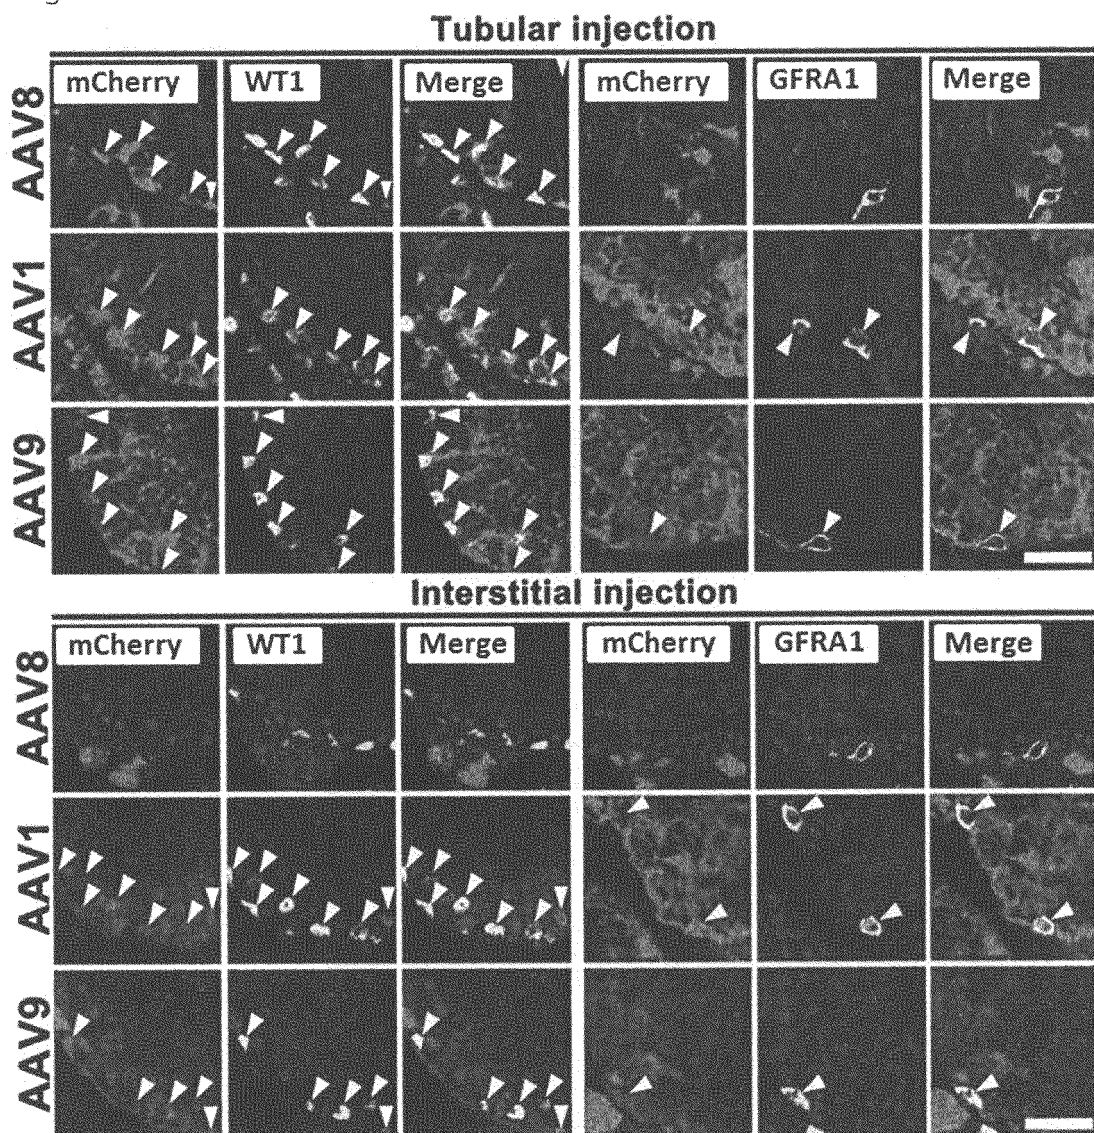 Tubular injection
mCherry WT1 Merge mCherry GFRA1 Merge
AAV8
AAV1
AAV9
Interstitial injection
mCherry WT1 Merge mCherry GFRA1 Merge
AAV8
AAV1
AAV9